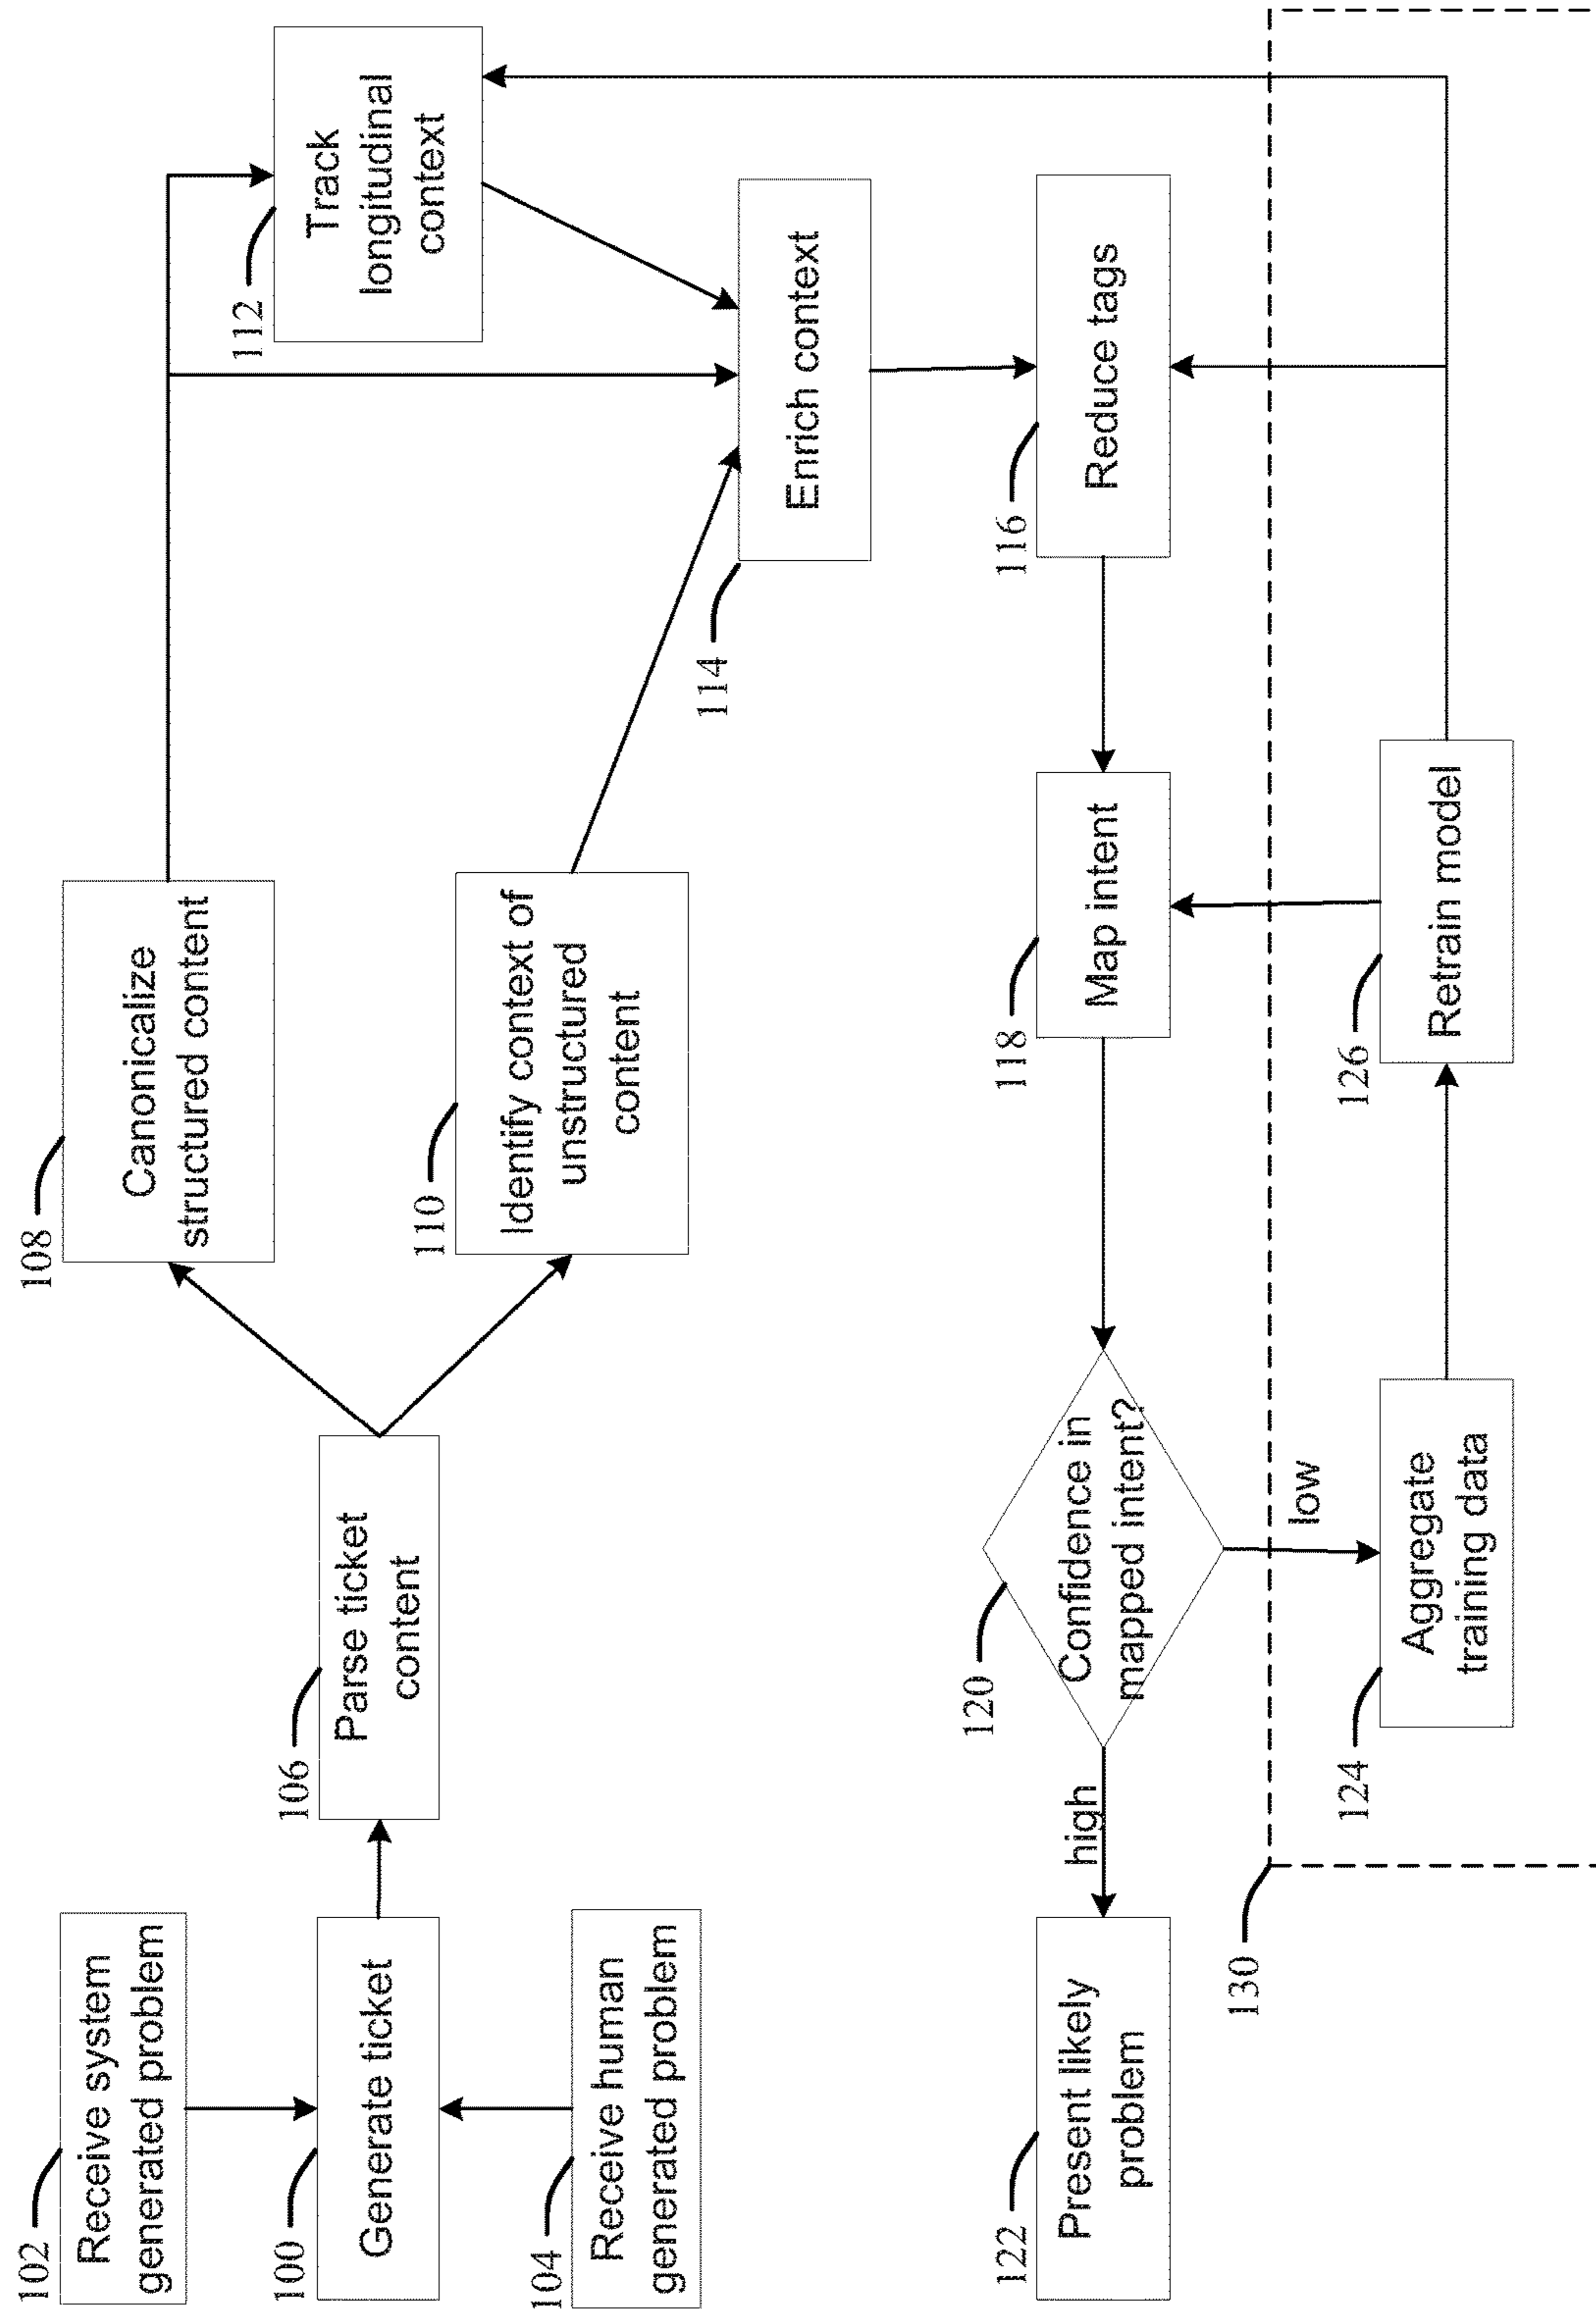 102
Receive system
generated problem
100
Generate ticket
104
Receive human
generated problem
106
Parse ticket
content
108
Canonicalize
structured content
110
Identify context of
unstructured
content
112
Track
longitudinal
context
114
Enrich context
116
Reduce tags
118
Map intent
120
Confidence in
mapped intent?
high
low
122
Present likely
problem
124
Aggregate
training data
126
Retrain model
130